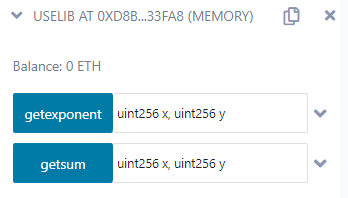 USELIB AT 0XD8B...33FA8 (MEMORY)
Balance: 0 ETH
getexponent uint256 x, uint256 y
getsum uint256 x, uint256 y